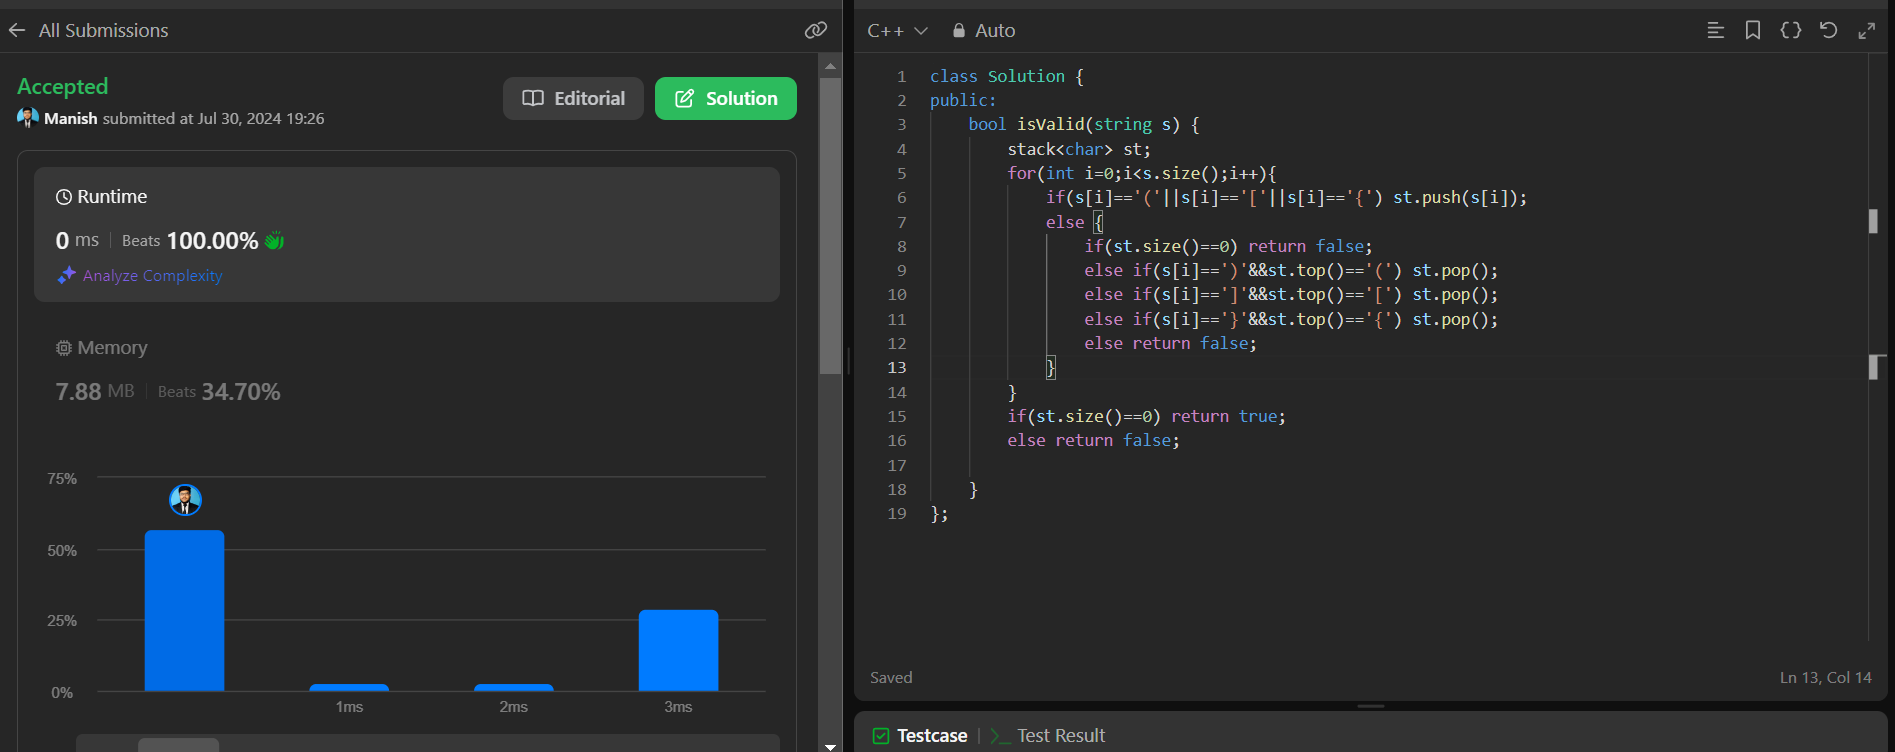 All Submissions
Accepted
Manish submitted at Jul 30, 2024 19:26
Editorial
Solution
Runtime
0 ms | Beats 100.00%
Analyze Complexity
Memory
7.88 MB | Beats 34.70%
75%
50%
25%
0%
1ms 2ms 3ms
C++ Auto
1 class Solution {
2 public:
3     bool isValid(string s) {
4         stack<char> st;
5         for(int i=0;i<s.size();i++){
6             if(s[i]=='('||s[i]=='['||s[i]=='{') st.push(s[i]);
7             else {
8                 if(st.size()==0) return false;
9                 else if(s[i]==')'&&st.top()=='(') st.pop();
10                 else if(s[i]==']'&&st.top()=='[') st.pop();
11                 else if(s[i]=='}'&&st.top()=='{') st.pop();
12                 else return false;
13             }
14         }
15         if(st.size()==0) return true;
16         else return false;
17
18     }
19 };
Saved
Ln 13, Col 14
Testcase | >_ Test Result